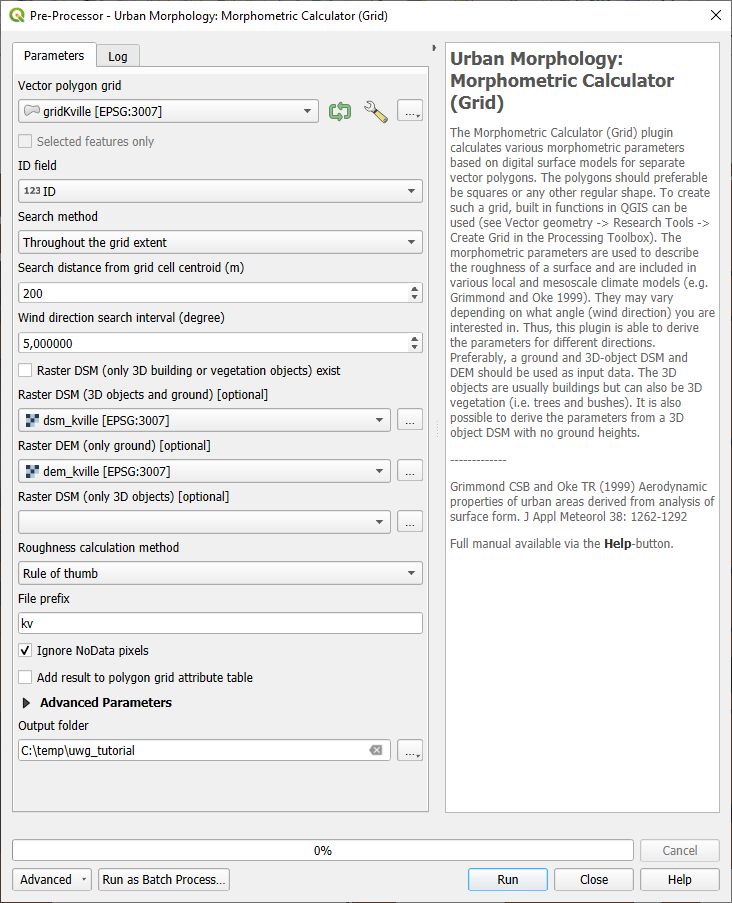 Pre-Processor - Urban Morphology: Morphometric Calculator (Grid)
Parameters
Log
Vector polygon grid
gridKville [EPSG:3007]
...
Selected features only
ID field
123 ID
Search method
Throughout the grid extent
Search distance from grid cell centroid (m)
200
Wind direction search interval (degree)
5,000000
Raster DSM (only 3D building or vegetation objects) exist
Raster DSM (3D objects and ground) [optional]
dsm_kville [EPSG:3007]
...
Raster DEM (only ground) [optional]
dem_kville [EPSG:3007]
...
Raster DSM (only 3D objects) [optional]
...
Roughness calculation method
Rule of thumb
File prefix
kv
Ignore NoData pixels
Add result to polygon grid attribute table
Advanced Parameters
Output folder
C:\temp\uwg_tutorial
...
Urban Morphology:
Morphometric Calculator
(Grid)
The Morphometric Calculator (Grid) plugin
calculates various morphometric parameters
based on digital surface models for separate
vector polygons. The polygons should preferable
be squares or any other regular shape. To create
such a grid, built in functions in QGIS can be
used (see Vector geometry -> Research Tools ->
Create Grid in the Processing Toolbox). The
morphometric parameters are used to describe
the roughness of a surface and are included in
various local and mesoscale climate models (e.g.
Grimmond and Oke 1999). They may vary
depending on what angle (wind direction) you are
interested in. Thus, this plugin is able to derive
the parameters for different directions.
Preferably, a ground and 3D-object DSM and
DEM should be used as input data. The 3D
objects are usually buildings but can also be 3D
vegetation (i.e. trees and bushes). It is also
possible to derive the parameters from a 3D
object DSM with no ground heights.
-------------
Grimmond CSB and Oke TR (1999) Aerodynamic
properties of urban areas derived from analysis of
surface form. J Appl Meteorol 38: 1262-1292
Full manual available via the Help-button.
0%
Cancel
Advanced
Run as Batch Process...
Run
Close
Help